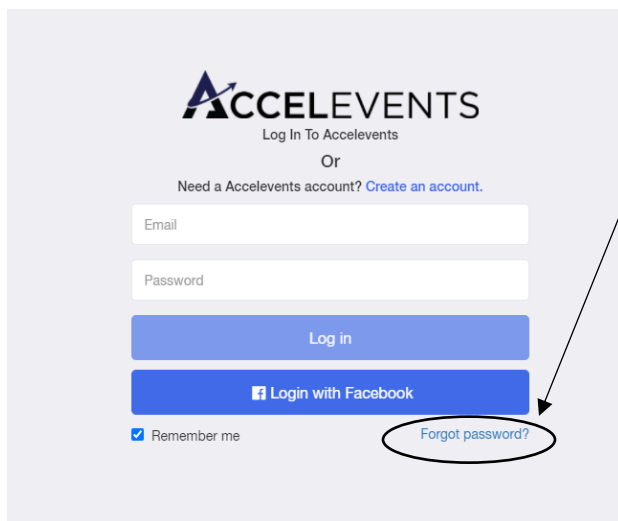 ACCELEVENTS
Log In To Accelevents
Or
Need a Accelevents account? Create an account.
Email
Password
Log in
Login with Facebook
Remember me
Forgot password?